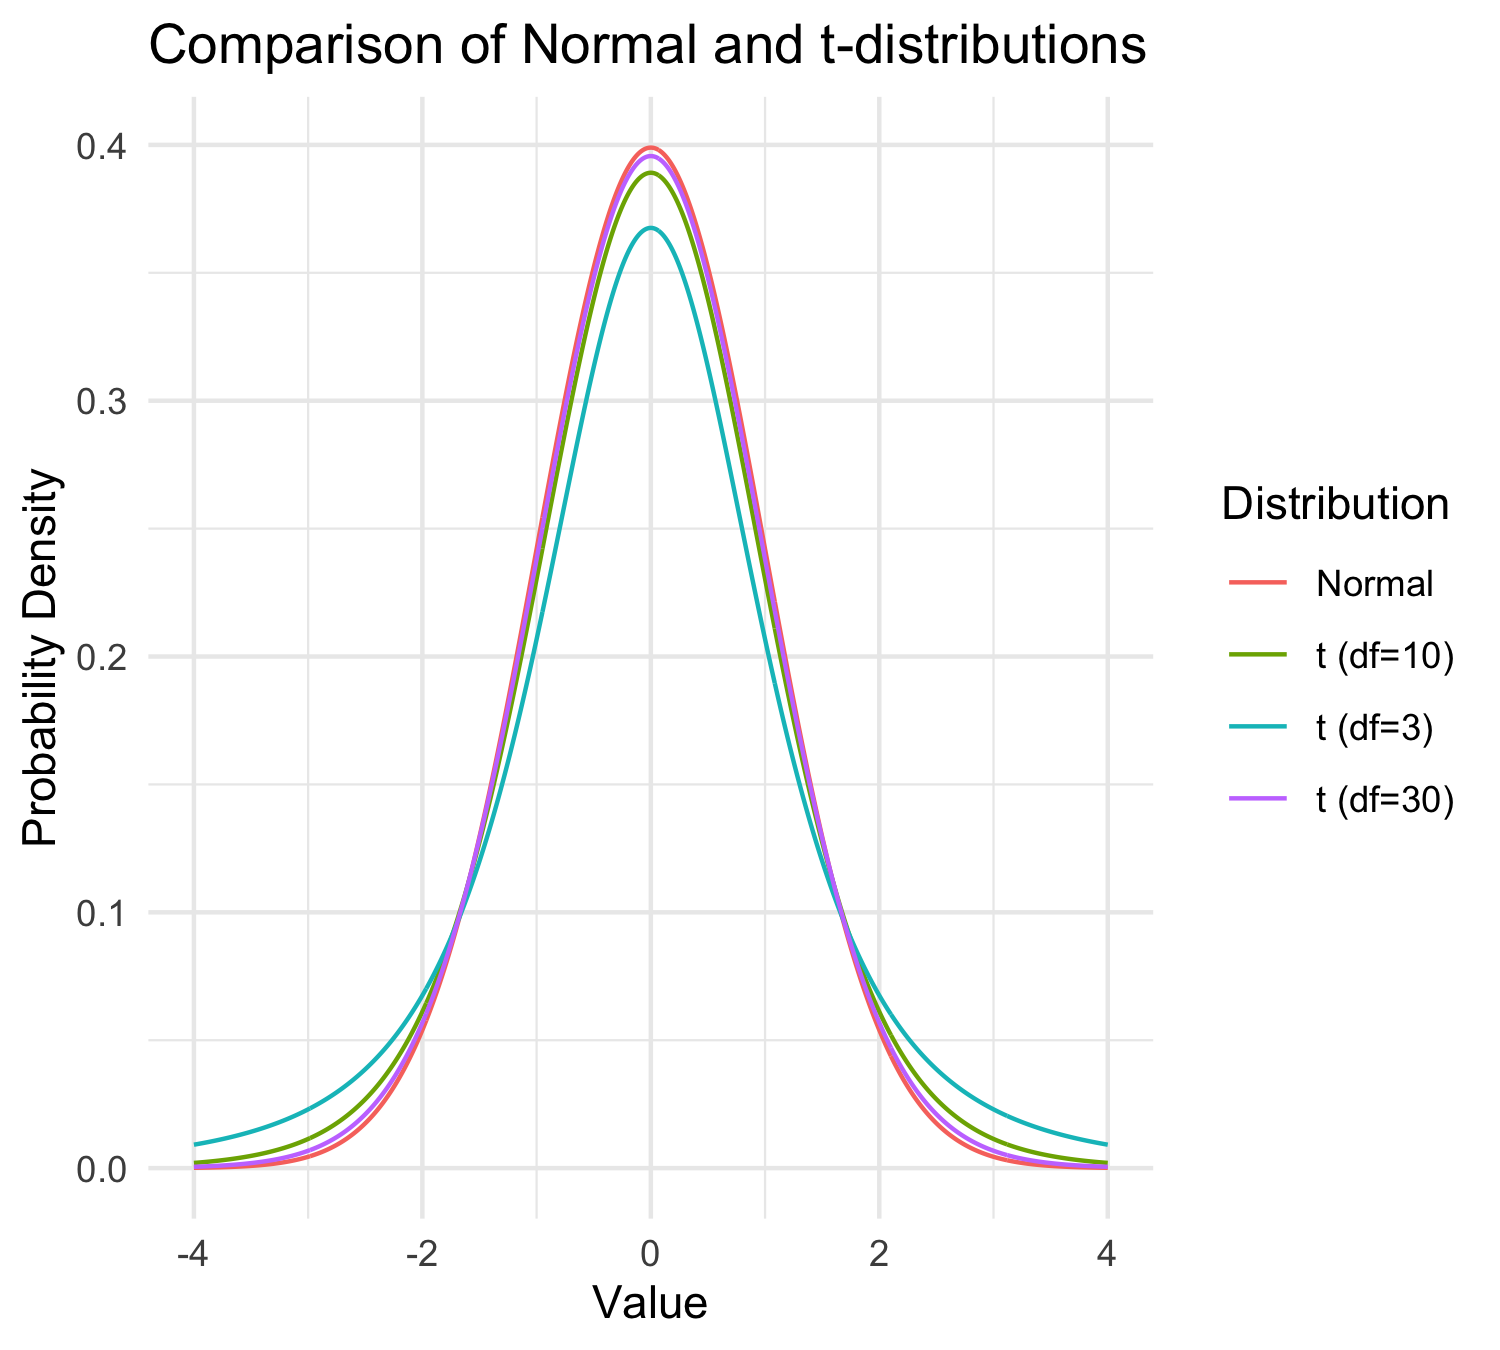 Comparison of Normal and t-distributions
Probability Density
0.4
0.3
0.2
0.1
0.0
-4
-2
0
2
4
Value
Distribution
Normal
t (df=10)
t (df=3)
t (df=30)